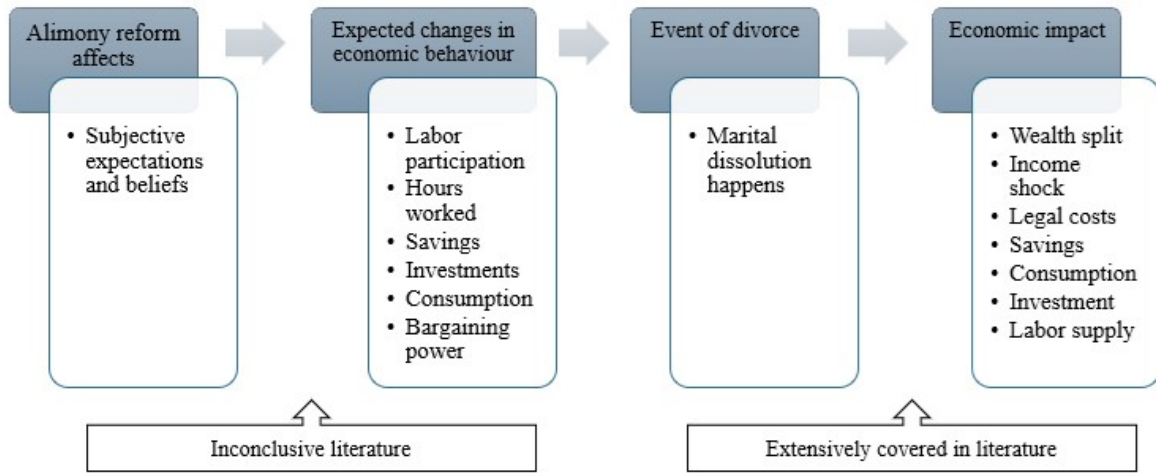 Alimony reform
affects
• Subjective
expectations
and beliefs
Expected changes in
economic behaviour
• Labor
participation
• Hours
worked
• Savings
• Investments
• Consumption
• Bargaining
power
Event of divorce
• Marital
dissolution
happens
Economic impact
• Wealth split
• Income
shock
• Legal costs
• Savings
• Consumption
• Investment
• Labor supply
Inconclusive literature
Extensively covered in literature